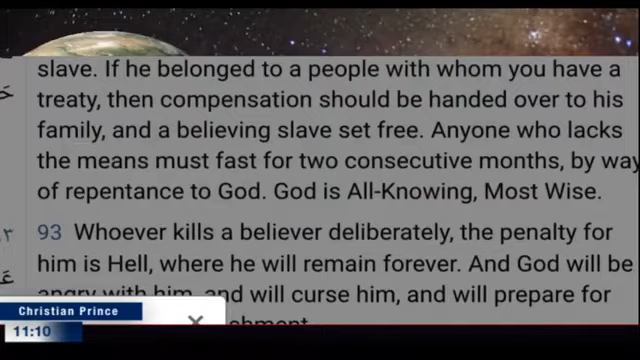 slave. If he belonged to a people with whom you have a
treaty, then compensation should be handed over to his
family, and a believing slave set free. Anyone who lacks
the means must fast for two consecutive months, by way
of repentance to God. God is All-Knowing, Most Wise.
93 Whoever kills a believer deliberately, the penalty for
him is Hell, where he will remain forever. And God will be
angry with him, and will curse him, and will prepare for
Christian Prince
11:10